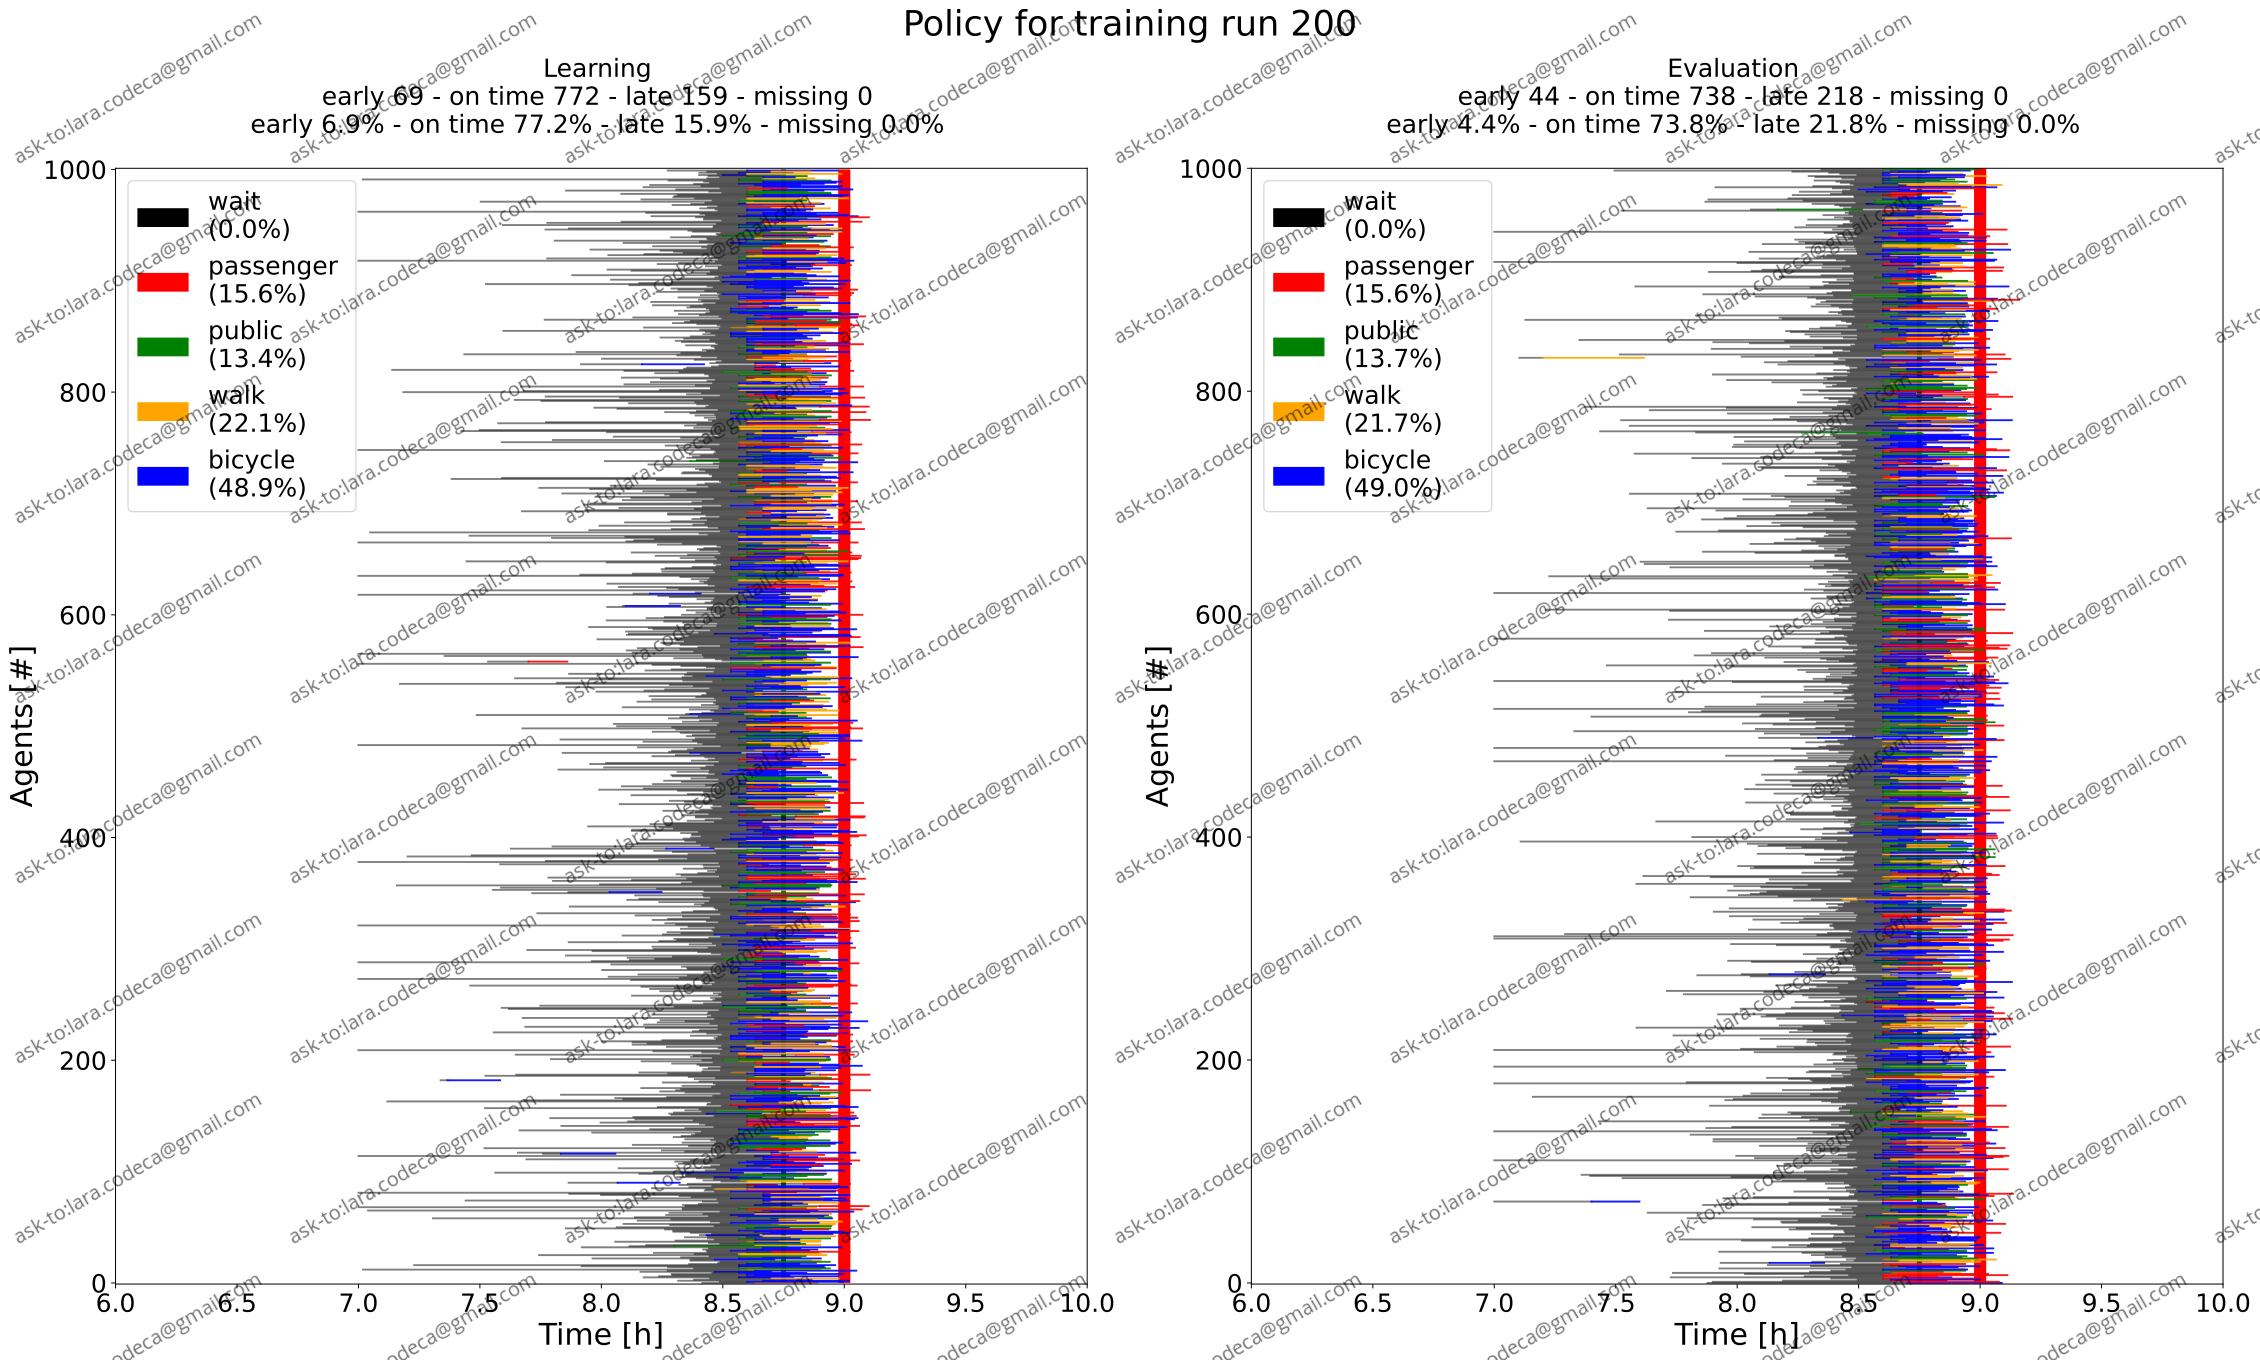 Policy for training run 200
Learning
early 69 - on time 772 - late 159 - missing 0
early 6.9% - on time 77.2% - late 15.9% - missing 0.0%
1000
800
600
400
200
0
Agents [#]
wait
(0.0%)
passenger
(15.6%)
public
(13.4%)
walk
(22.1%)
bicycle
(48.9%)
6.0 6.5 7.0 7.5 8.0 8.5 9.0 9.5 10.0
Time [h]
Evaluation
early 44 - on time 738 - late 218 - missing 0
early 4.4% - on time 73.8% - late 21.8% - missing 0.0%
1000
800
600
400
200
0
Agents [#]
wait
(0.0%)
passenger
(15.6%)
public
(13.7%)
walk
(21.7%)
bicycle
(49.0%)
6.0 6.5 7.0 7.5 8.0 8.5 9.0 9.5 10.0
Time [h]
ask-to:lara.codeca@gmail.com